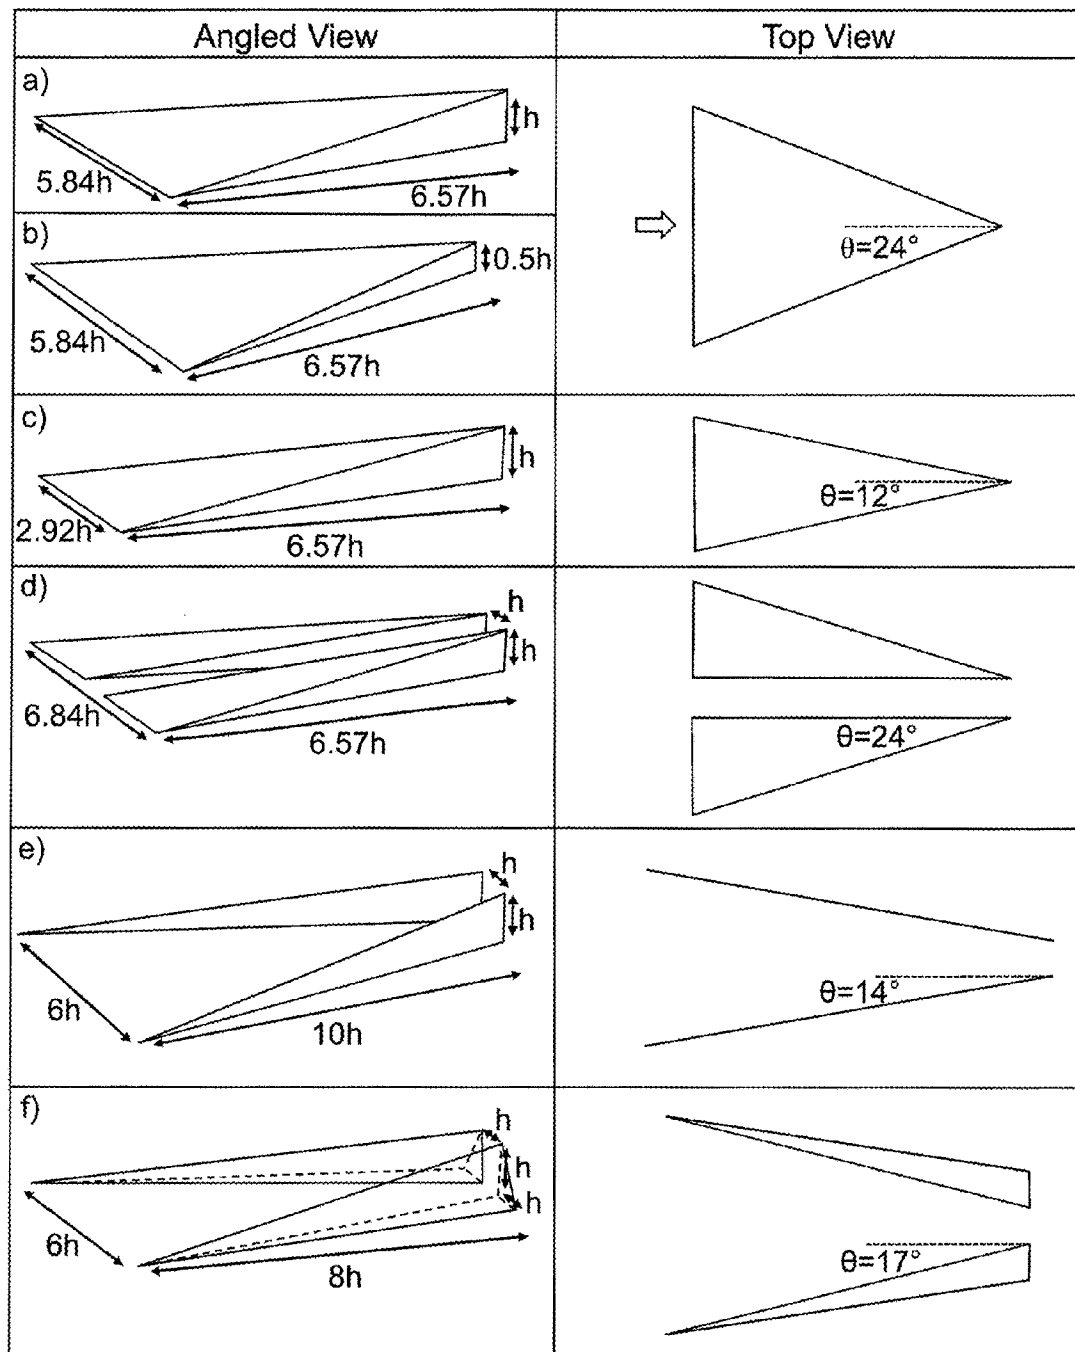 Angled View
Top View
a)
h
5.84h
6.57h
θ=24°
b)
0.5h
5.84h
6.57h
c)
h
2.92h
6.57h
θ=12°
d)
h
h
6.84h
6.57h
θ=24°
e)
h
h
6h
10h
θ=14°
f)
h
h
h
6h
8h
θ=17°